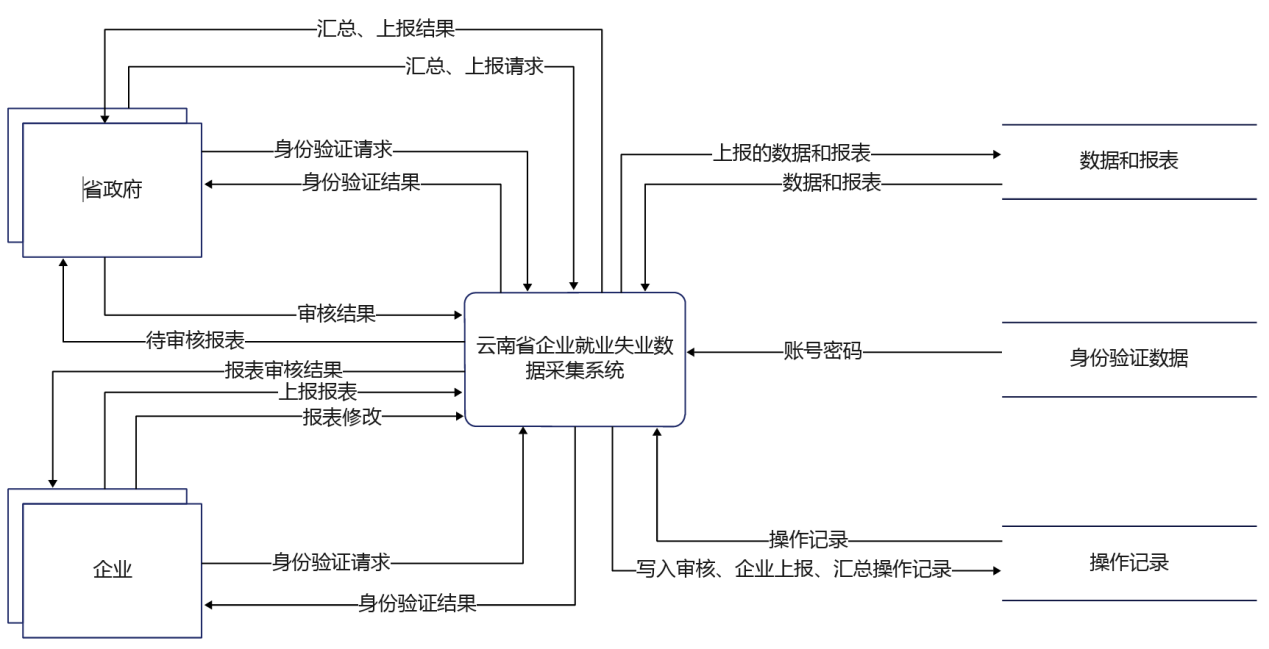 汇总、上报结果
汇总、上报请求
身份验证请求
上报的数据和报表
数据和报表
省政府
身份验证结果
数据和报表
审核结果
待审核报表
云南省企业就业失业数
据采集系统
账号密码
身份验证数据
报表审核结果
上报报表
报表修改
操作记录
企业
身份验证请求
写入审核、企业上报、汇总操作记录
操作记录
身份验证结果